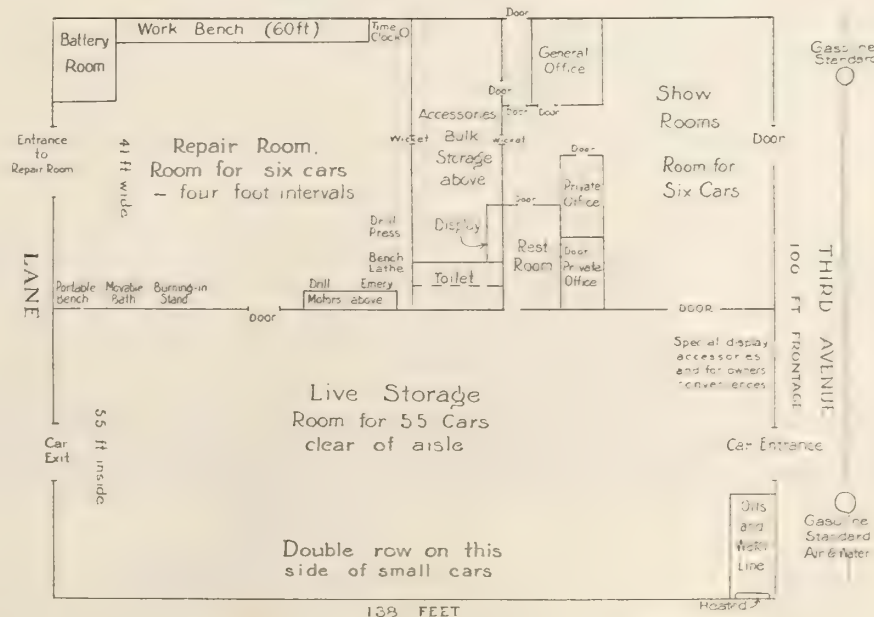 Battery
Room
Work Bench (60ft)
Time
Clock
Door
General
Office
Door
Door
Door
Gasoline
Standard
Entrance
to
Repair Room
41 ft wide
Repair Room.
Room for six cars
- four foot intervals
Accessories
Bulk
Storage
above
Wicket
Wicket
Show
Rooms
Room for
Six Cars
Door
Door
Private
Office
Door
Display
Rest
Room
Door
Private
Office
Drill
Press
Bench
Lathe
Toilet
LANE
Portable
Bench
Movable
Bath
Burning-in
Stand
Drill
Emery
Motors above
Door
DOOR
THIRD AVENUE
100 FT FRONTAGE
Special display
accessories
and for owners
conveniences
Live Storage
Room for 55 Cars
clear of aisle
Car
Exit
55 ft inside
Car Entrance
Double row on this
side of small cars
Oils
and
Water
Line
Heated
Gasoline
Standard
Air & Water
138 FEET